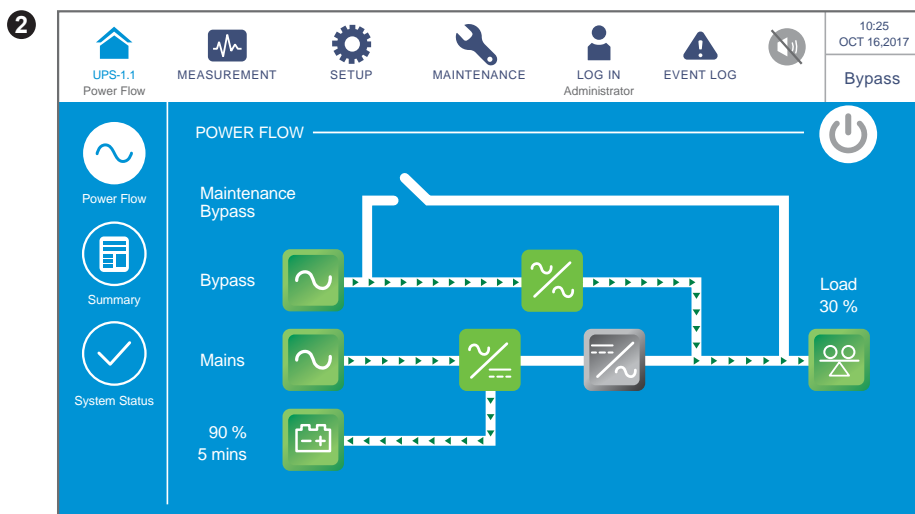 2
10:25
OCT 16,2017
UPS-1.1
Power Flow
MEASUREMENT
SETUP
MAINTENANCE
LOG IN
Administrator
EVENT LOG
Bypass
POWER FLOW
Power Flow
Summary
System Status
Maintenance
Bypass
Bypass
Load
30 %
Mains
90 %
5 mins